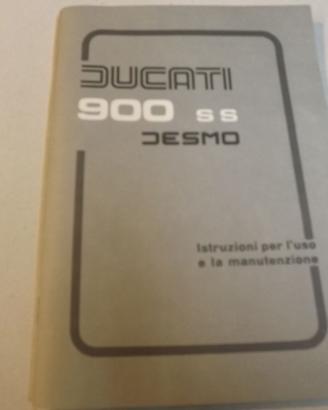 DUCATI
900 SS
DESMO
Istruzioni per l'uso
e la manutenzione